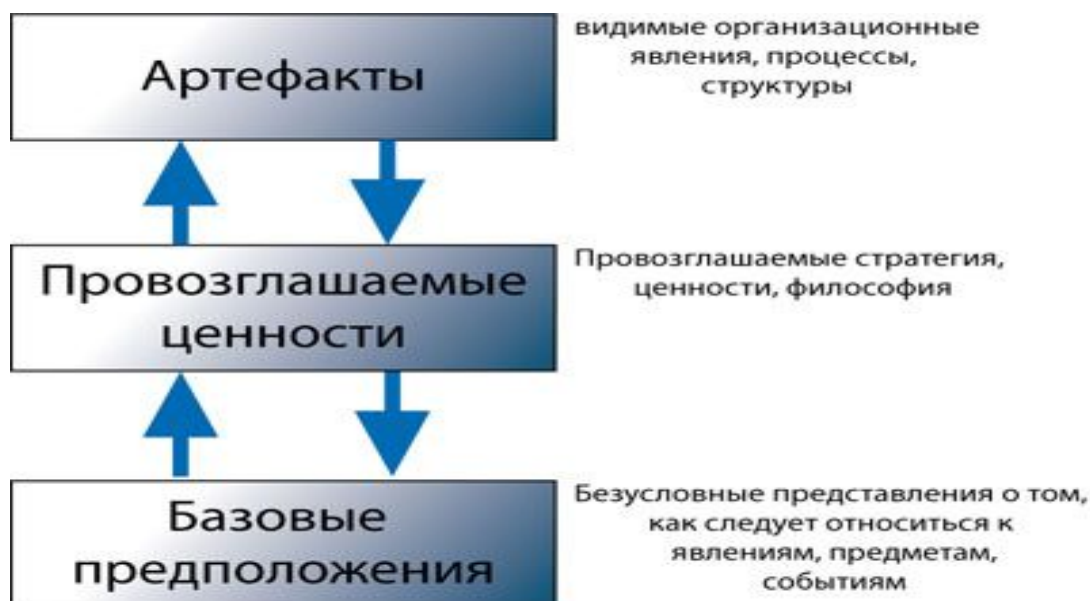 Артефакты
видимые организационные
явления, процессы,
структуры
Провозглашаемые
ценности
Провозглашаемые стратегия,
ценности, философия
Базовые
предположения
Безусловные представления о том,
как следует относиться к
явлениям, предметам,
событиям